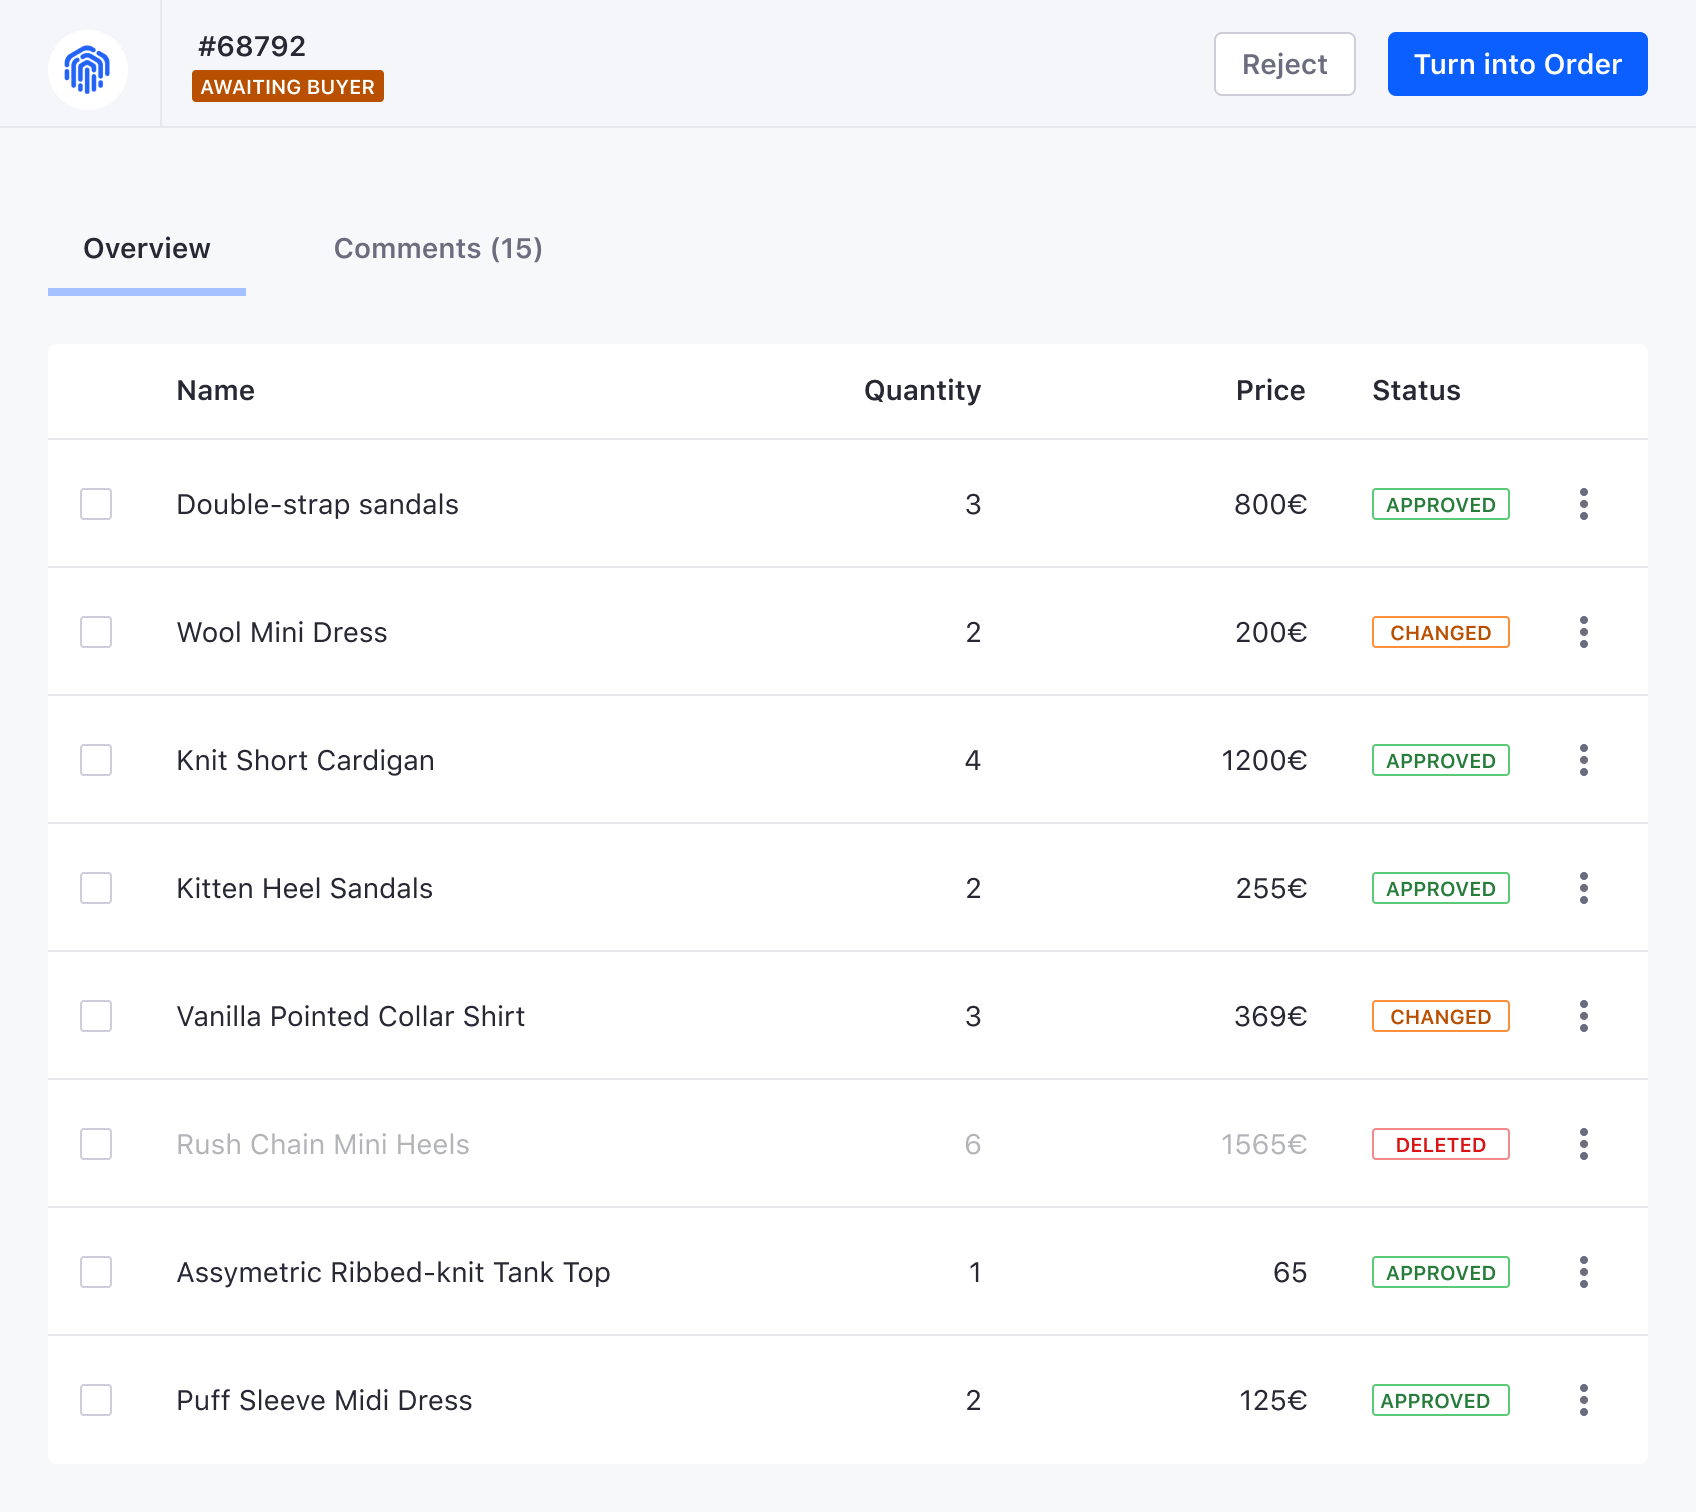 #68792
AWAITING BUYER
Reject
Turn into Order
Overview
Comments (15)
Name Quantity Price Status
Double-strap sandals 3 800€ APPROVED
Wool Mini Dress 2 200€ CHANGED
Knit Short Cardigan 4 1200€ APPROVED
Kitten Heel Sandals 2 255€ APPROVED
Vanilla Pointed Collar Shirt 3 369€ CHANGED
Rush Chain Mini Heels 6 1565€ DELETED
Assymetric Ribbed-knit Tank Top 1 65 APPROVED
Puff Sleeve Midi Dress 2 125€ APPROVED